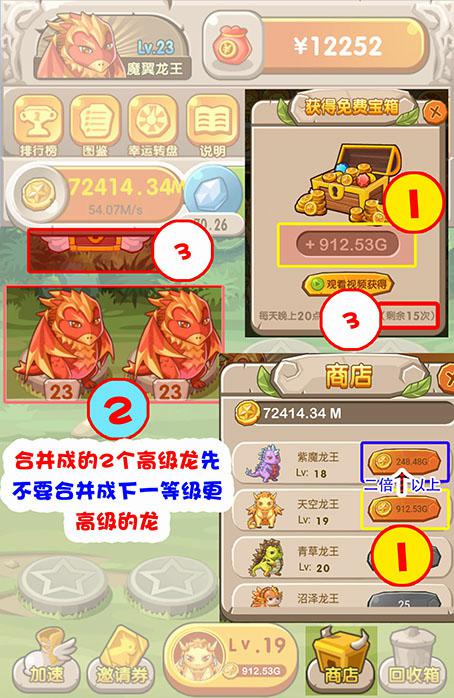 Lv.23
魔翼龙王
¥12252
排行榜
图鉴
幸运转盘
说明
72414.34M
54.07M/s
70.26
获得免费宝箱
1
+912.53G
观看视频获得
每天晚上20点
(剩余15次)
3
3
23
23
2
合并成的2个高级龙先
不要合并成下一等级更
高级的龙
商店
72414.34 M
紫魔龙王
Lv: 18
248.48G
二倍
以上
天空龙王
Lv: 19
912.53G
1
青草龙王
Lv: 20
沼泽龙王
25
加速
邀请券
Lv.19
912.53G
商店
回收箱